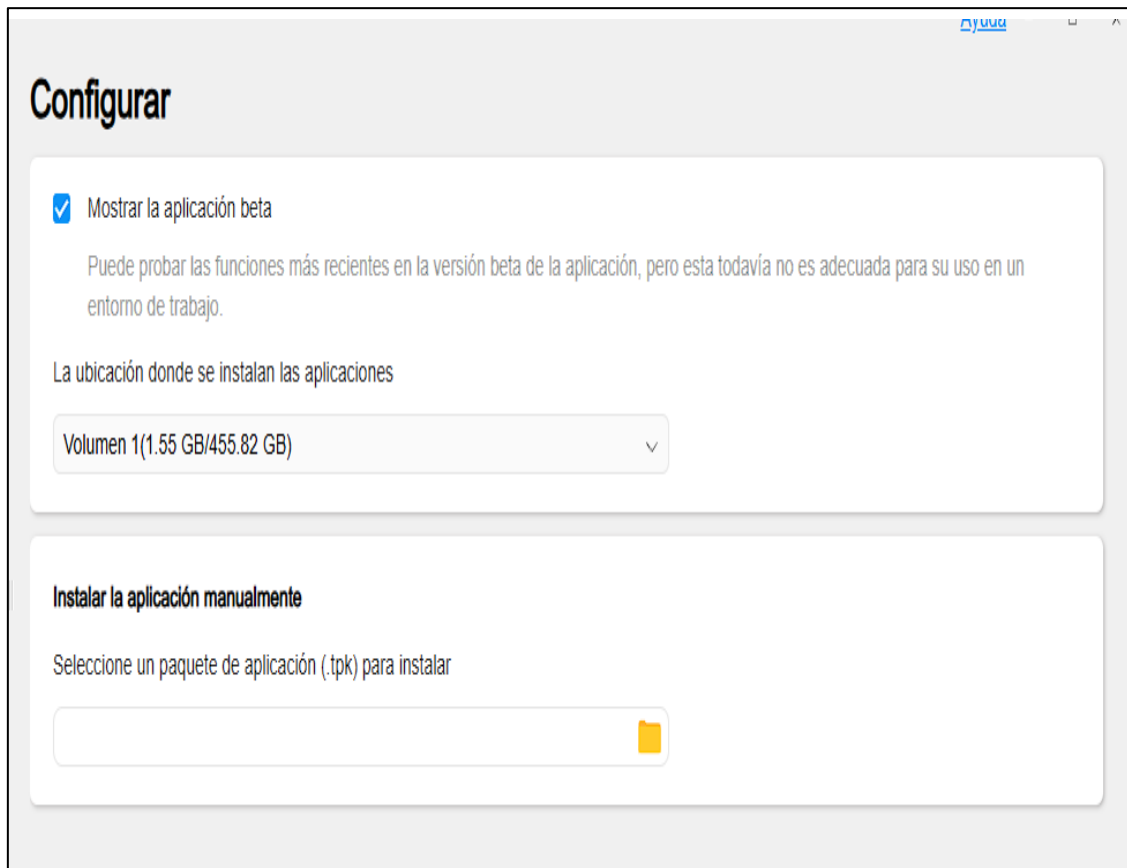 Ayuda
Configurar
Mostrar la aplicación beta
Puede probar las funciones más recientes en la versión beta de la aplicación, pero esta todavía no es adecuada para su uso en un
entorno de trabajo.
La ubicación donde se instalan las aplicaciones
Volumen 1(1.55 GB/455.82 GB)
Instalar la aplicación manualmente
Seleccione un paquete de aplicación (.tpk) para instalar